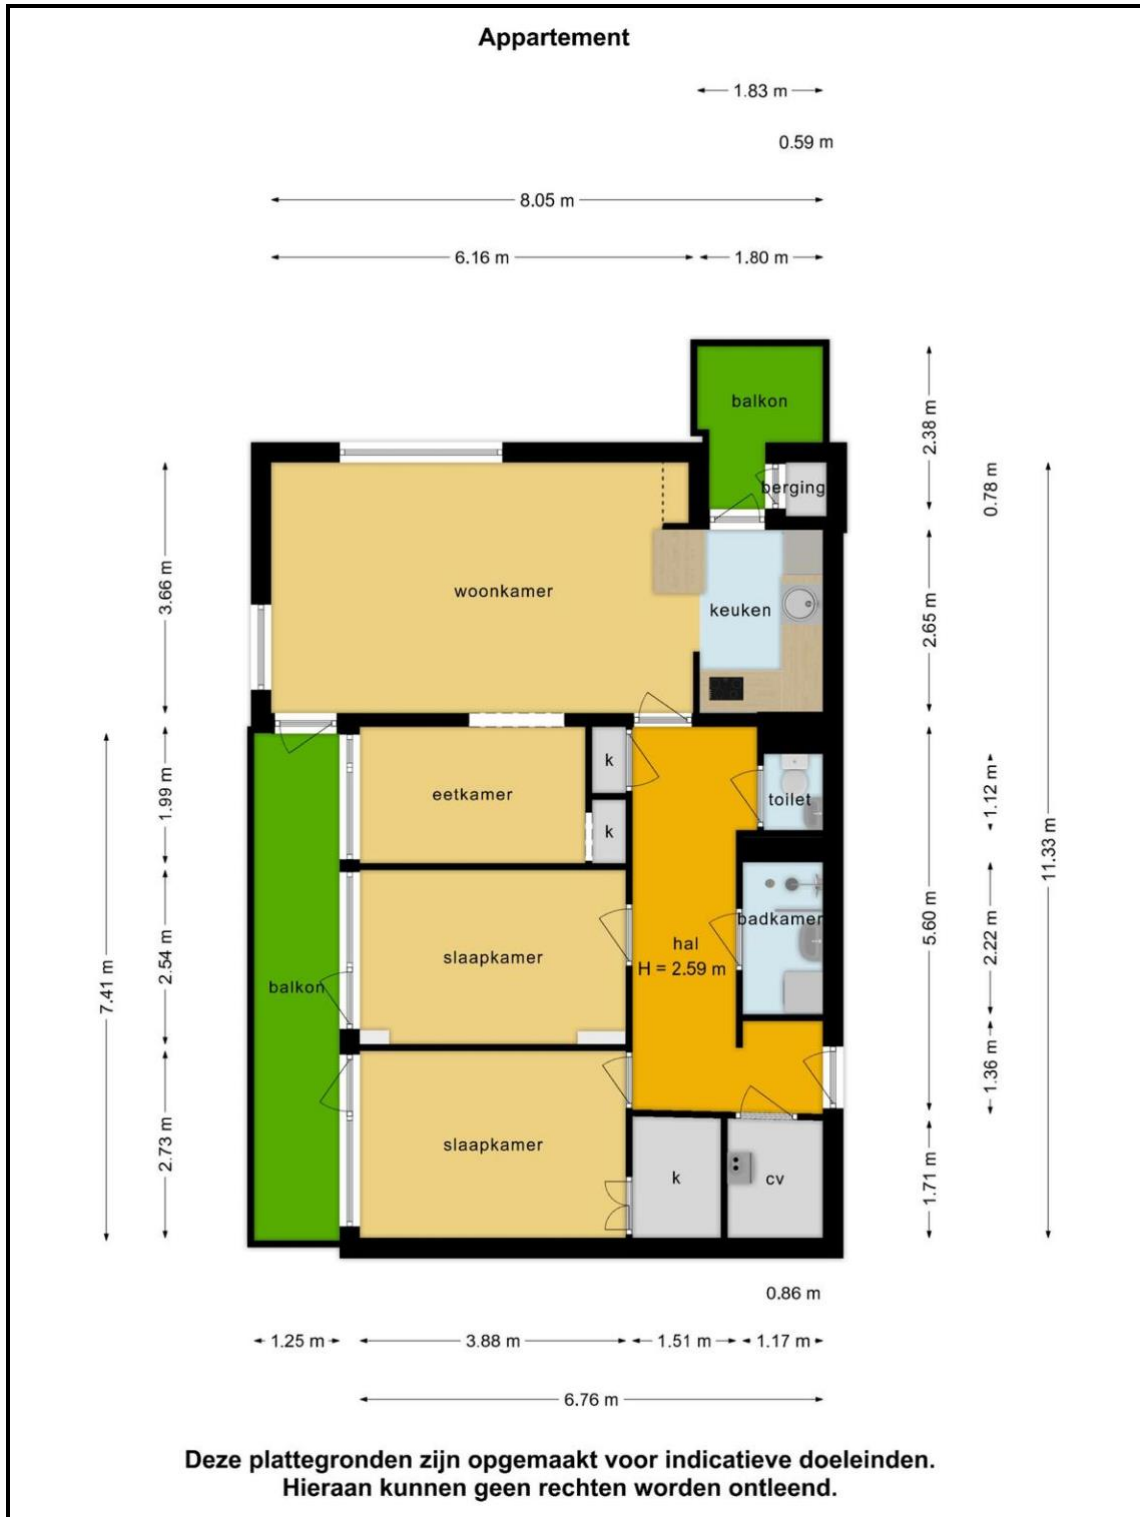 Appartement
1.83 m
0.59 m
8.05 m
6.16 m
1.80 m
balkon
2.38 m
berging
0.78 m
woonkamer
keuken
3.66 m
2.65 m
11.33 m
k
eetkamer
k
toilet
1.99 m
1.12 m
5.60 m
badkamer
hal
H = 2.59 m
slaapkamer
balkon
2.54 m
2.22 m
7.41 m
1.36 m
slaapkamer
2.73 m
k
cv
1.71 m
0.86 m
1.25 m
3.88 m
1.51 m
1.17 m
6.76 m
Deze plattegronden zijn opgemaakt voor indicatieve doeleinden.
Hieraan kunnen geen rechten worden ontleend.